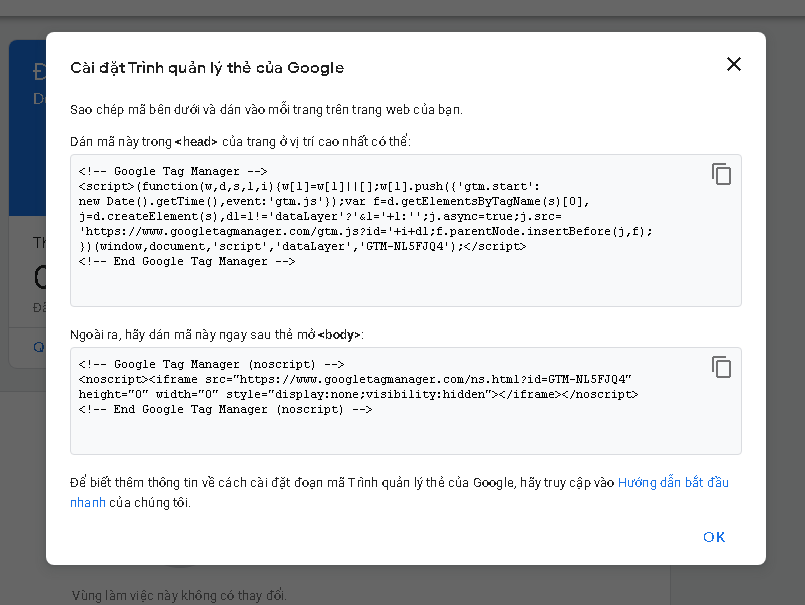 Cài đặt Trình quản lý thẻ của Google
Sao chép mã bên dưới và dán vào mỗi trang trên trang web của bạn.
Dán mã này trong <head> của trang ở vị trí cao nhất có thể:
<!-- Google Tag Manager -->
<script>(function(w,d,s,l,i){w[l]=w[l]||[];w[l].push({'gtm.start':
new Date().getTime(),event:'gtm.js'});var f=d.getElementsByTagName(s)[0],
j=d.createElement(s),dl=l!='dataLayer'?'&l='+l:'';j.async=true;j.src=
'https://www.googletagmanager.com/gtm.js?id='+i+dl;f.parentNode.insertBefore(j,f);
})(window,document,'script','dataLayer','GTM-NL5FJQ4');</script>
<!-- End Google Tag Manager -->
Ngoài ra, hãy dán mã này ngay sau thẻ mở <body>:
<!-- Google Tag Manager (noscript) -->
<noscript><iframe src="https://www.googletagmanager.com/ns.html?id=GTM-NL5FJQ4"
height="0" width="0" style="display:none;visibility:hidden"></iframe></noscript>
<!-- End Google Tag Manager (noscript) -->
Để biết thêm thông tin về cách cài đặt đoạn mã Trình quản lý thẻ của Google, hãy truy cập vào Hướng dẫn bắt đầu
nhanh của chúng tôi.
OK
Vùng làm việc này không có thay đổi.